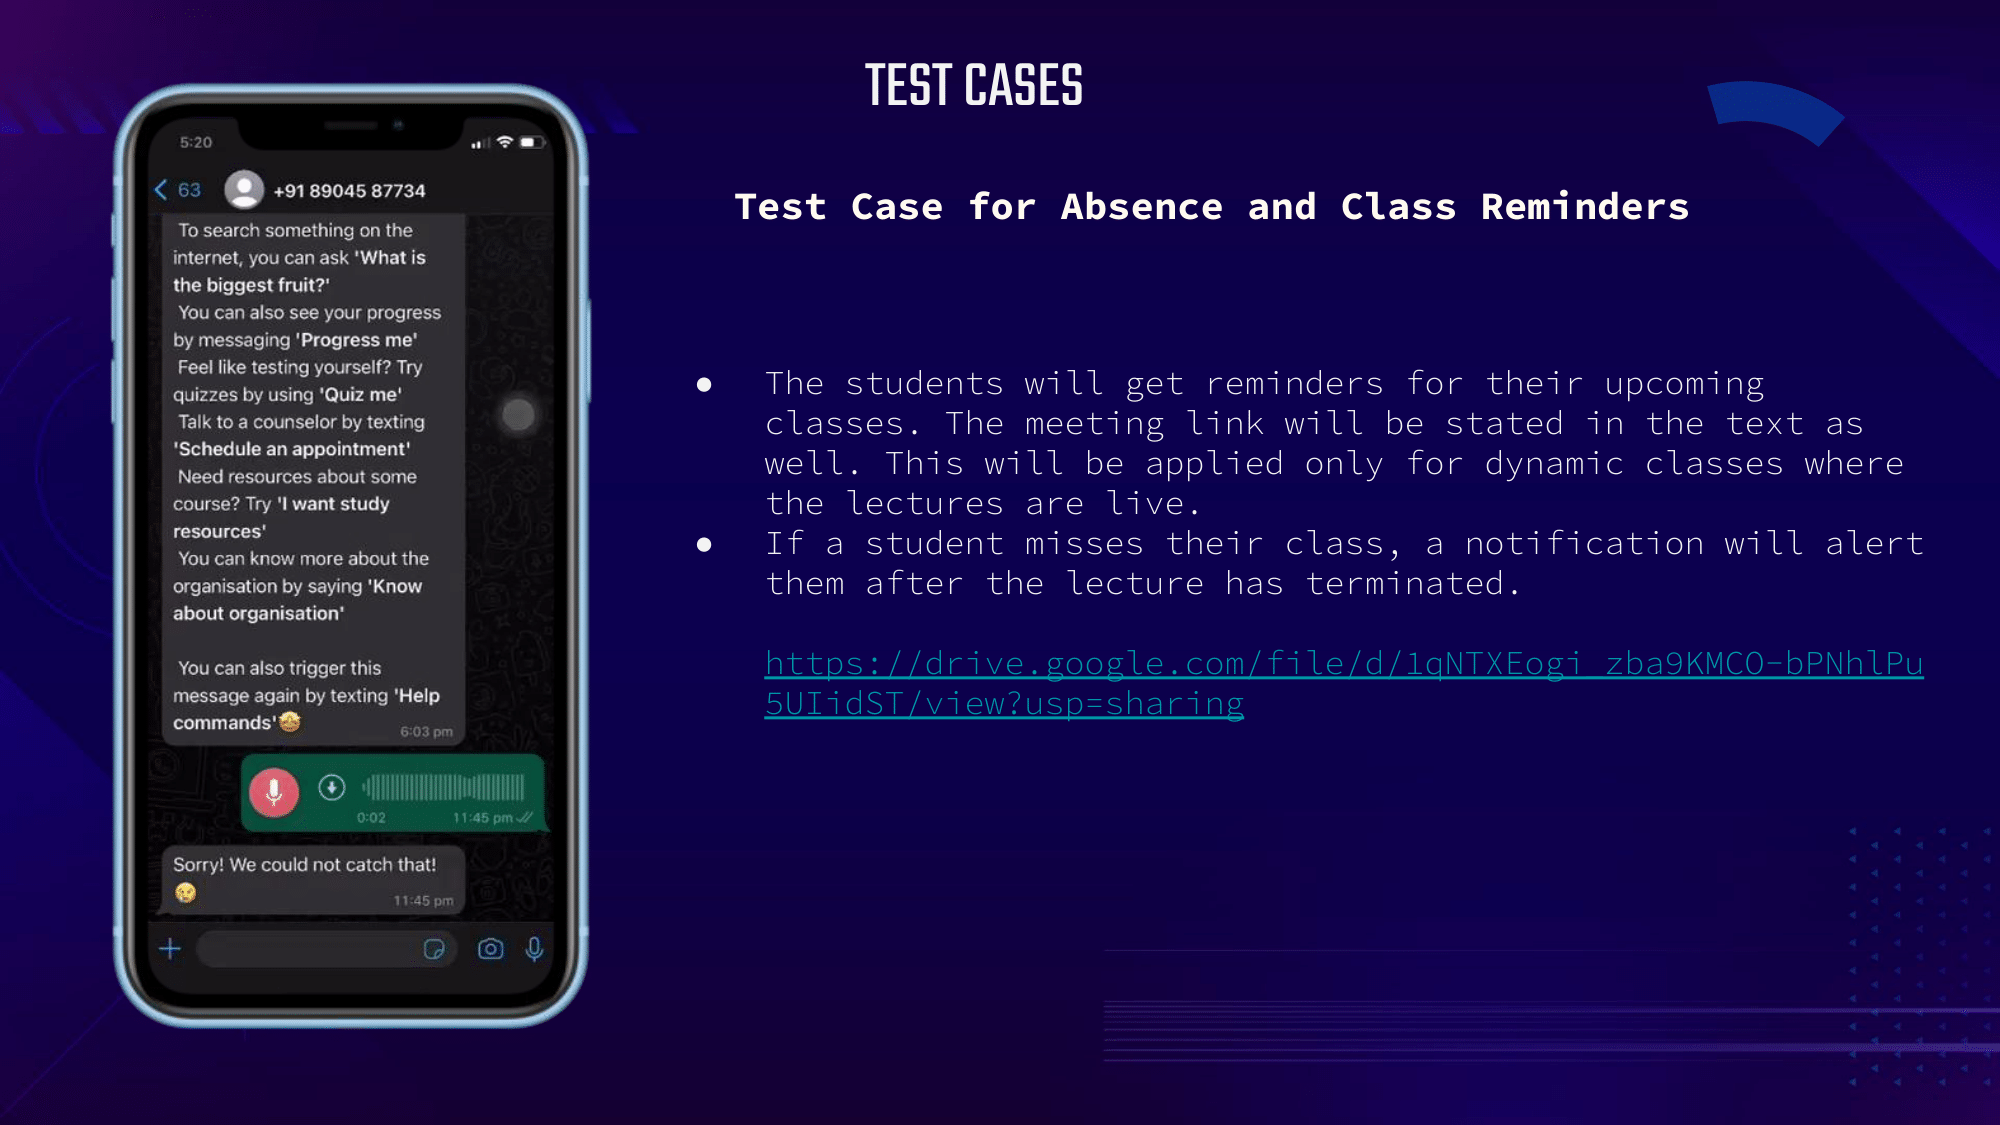 TEST CASES
5:20
63
+91 89045 87734
To search something on the
internet, you can ask 'What is
the biggest fruit?'
You can also see your progress
by messaging 'Progress me'
Feel like testing yourself? Try
quizzes by using 'Quiz me'
Talk to a counselor by texting
'Schedule an appointment'
Need resources about some
course? Try 'I want study
resources'
You can know more about the
organisation by saying 'Know
about organisation'
You can also trigger this
message again by texting 'Help
commands'🤩
6:03 pm
0:02
11:45 pm
Sorry! We could not catch that!
😢
11:45 pm
Test Case for Absence and Class Reminders
● The students will get reminders for their upcoming
classes. The meeting link will be stated in the text as
well. This will be applied only for dynamic classes where
the lectures are live.
● If a student misses their class, a notification will alert
them after the lecture has terminated.
https://drive.google.com/file/d/1qNTXEogi_zba9KMCO-bPNhlPu
5UIidST/view?usp=sharing